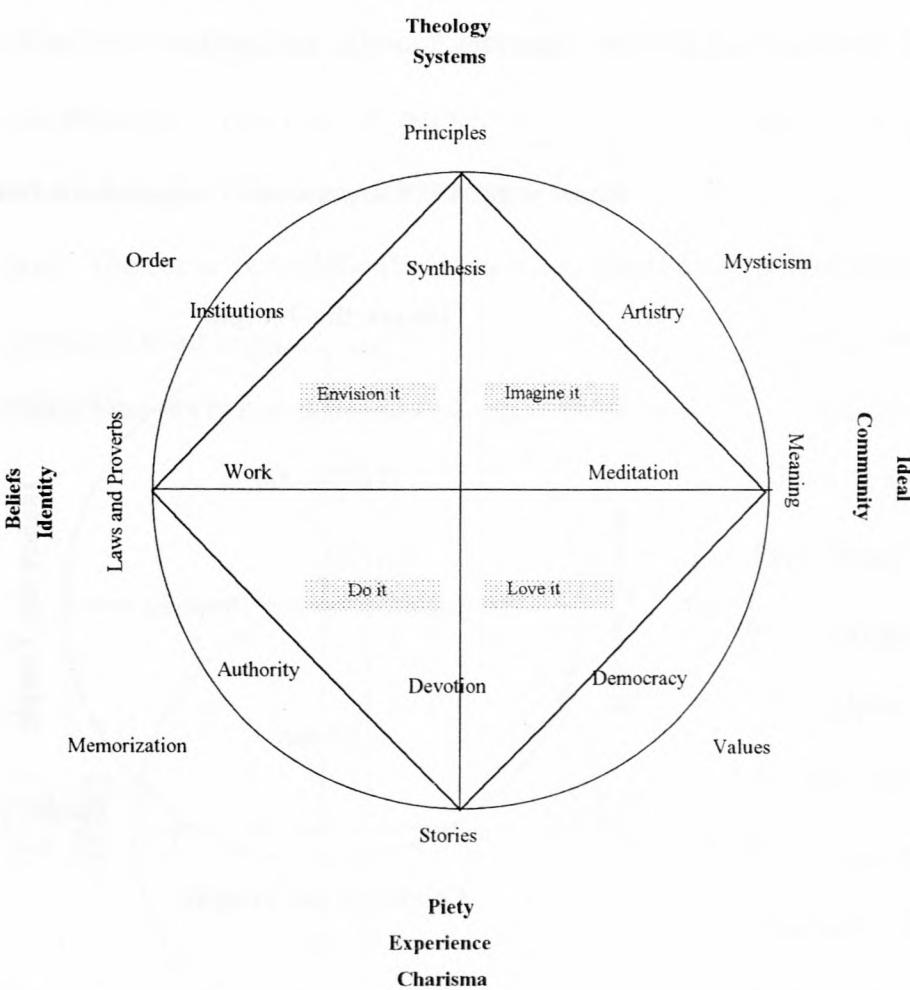 Theology
Systems
Principles
Order
Mysticism
Synthesis
Institutions
Artistry
Envision it
Imagine it
Beliefs
Identity
Laws and Proverbs
Work
Meditation
Meaning
Community
Ideal
Do it
Love it
Authority
Devotion
Democracy
Memorization
Values
Stories
Piety
Experience
Charisma